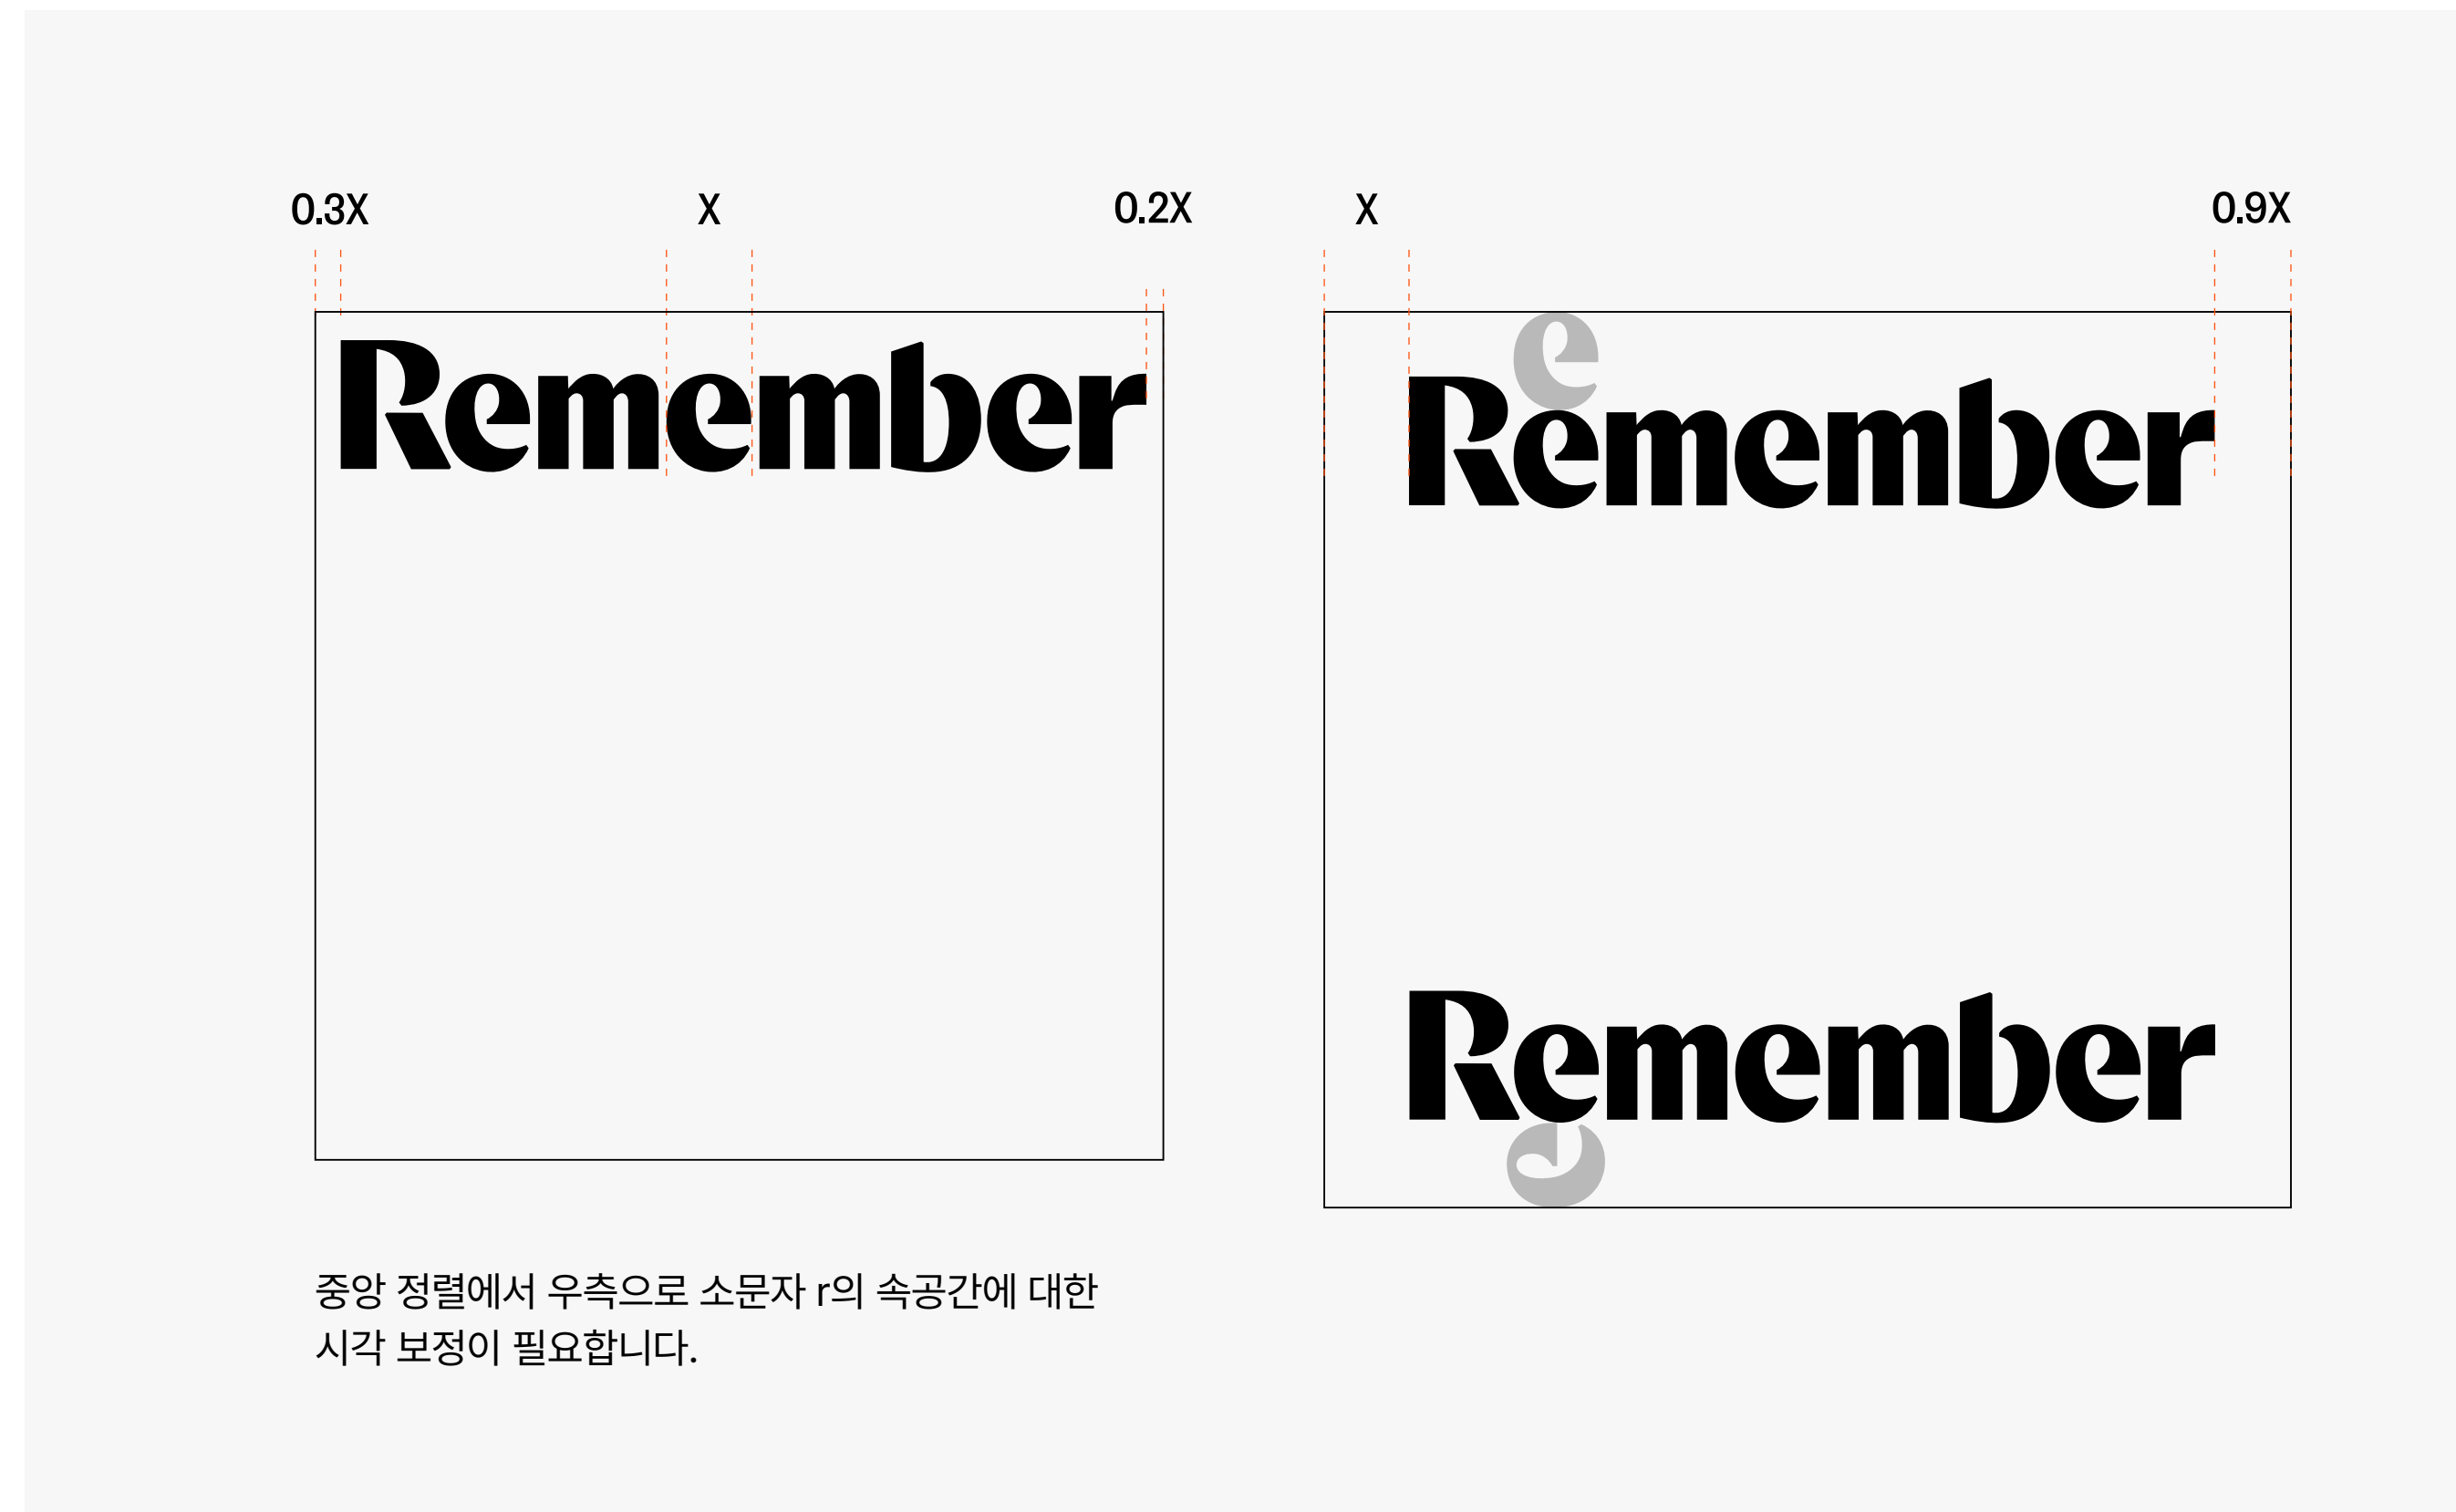 0.3X X 0.2X X 0.9X
Remember
Remember
Remember
e
e
중앙 정렬에서 우측으로 소문자 r의 속공간에 대한
시각 보정이 필요합니다.